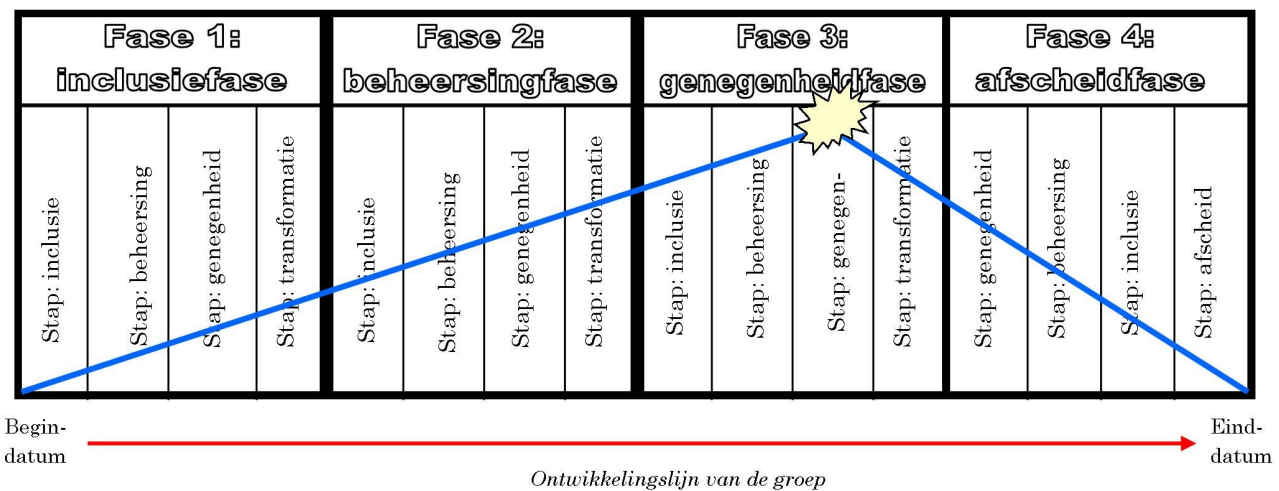 Fase 1:
inclusiefase
Fase 2:
beheersingfase
Fase 3:
genegenheidfase
Fase 4:
afscheidfase
Stap: inclusie
Stap: beheersing
Stap: genegenheid
Stap: transformatie
Stap: inclusie
Stap: beheersing
Stap: genegenheid
Stap: transformatie
Stap: inclusie
Stap: beheersing
Stap: genegen-
Stap: transformatie
Stap: genegenheid
Stap: beheersing
Stap: inclusie
Stap: afscheid
Begin-
datum
Eind-
datum
Ontwikkelingslijn van de groep